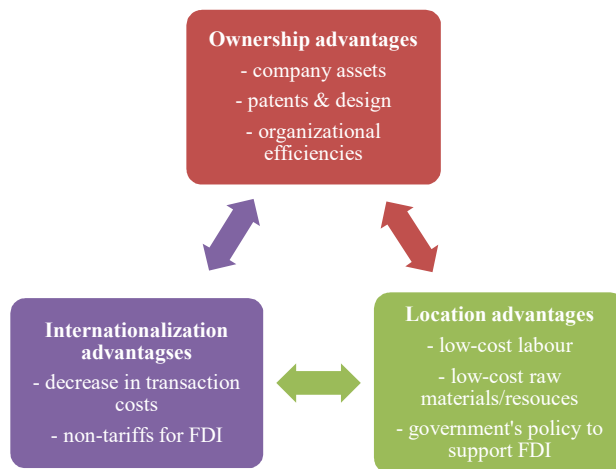 Ownership advantages
- company assets
- patents & design
- organizational
efficiencies
Internationalization
advantagses
- decrease in transaction
costs
- non-tariffs for FDI
Location advantages
- low-cost labour
- low-cost raw
materials/resouces
- government's policy to
support FDI